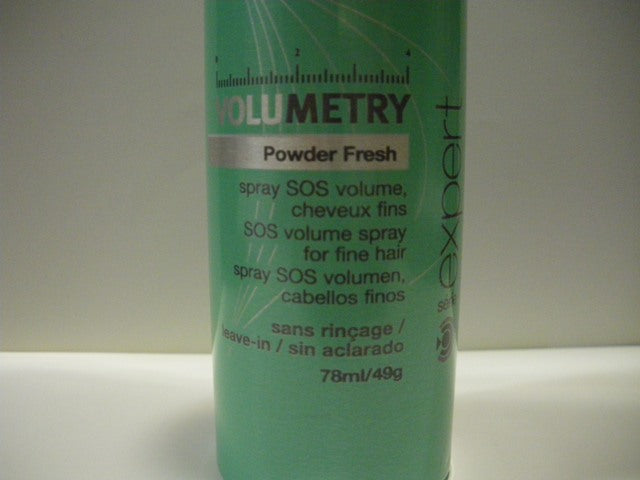 0 2 4
VOLUMETRY
Powder Fresh
spray SOS volume,
cheveux fins
SOS volume spray
for fine hair
spray SOS volumen,
cabellos finos
sans rinçage /
leave-in / sin aclarado
78ml/49g
expert